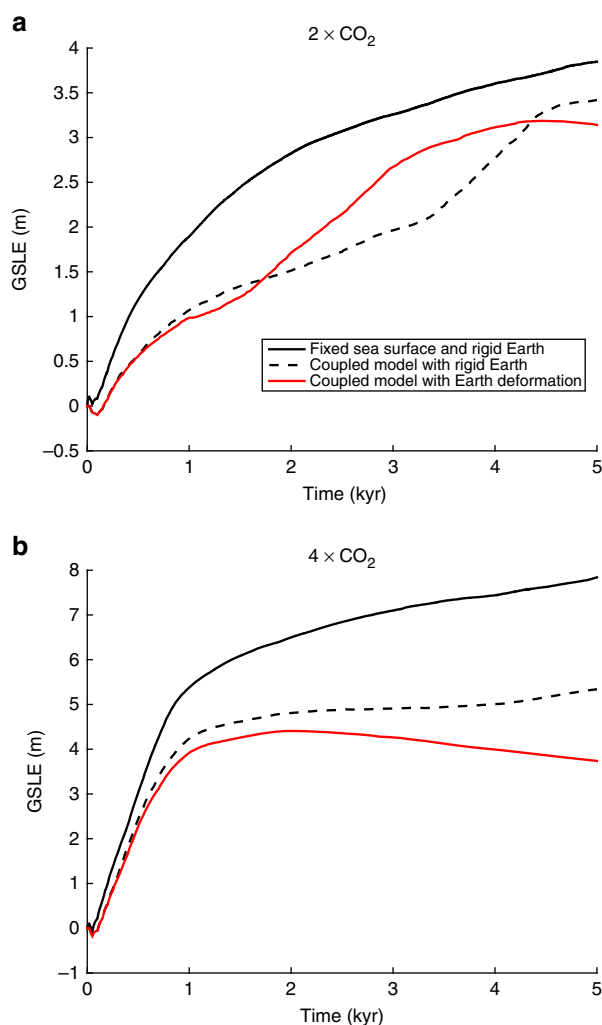 a
2 × CO2
4
3.5
3
2.5
2
1.5
1
0.5
0
–0.5
GSLE (m)
Fixed sea surface and rigid Earth
Coupled model with rigid Earth
Coupled model with Earth deformation
0 1 2 3 4 5
Time (kyr)
b
4 × CO2
8
7
6
5
4
3
2
1
0
–1
GSLE (m)
0 1 2 3 4 5
Time (kyr)